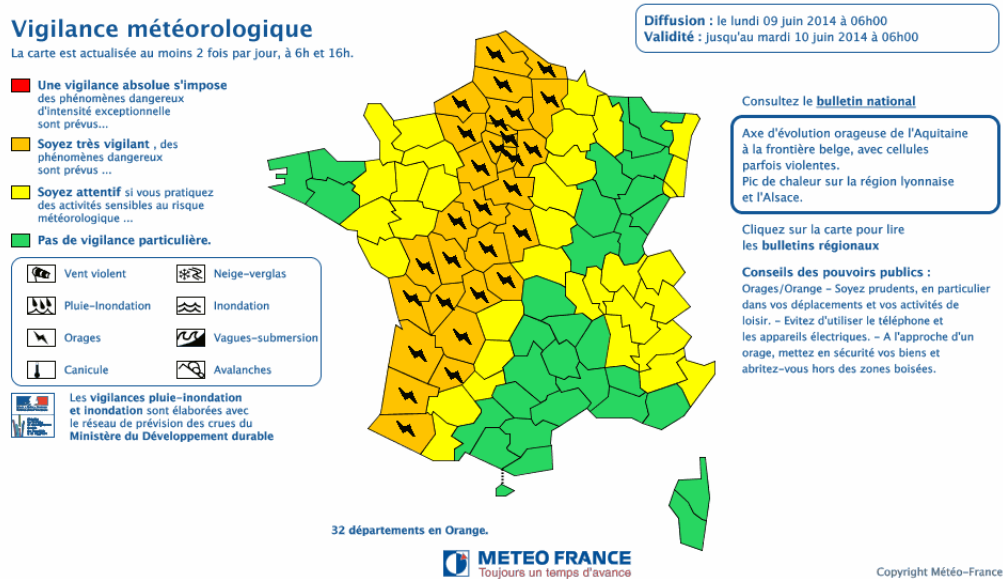 Vigilance météorologique
La carte est actualisée au moins 2 fois par jour, à 6h et 16h.
Diffusion : le lundi 09 juin 2014 à 06h00
Validité : jusqu'au mardi 10 juin 2014 à 06h00
Une vigilance absolue s'impose
des phénomènes dangereux
d'intensité exceptionnelle
sont prévus...
Soyez très vigilant , des
phénomènes dangereux
sont prévus ...
Soyez attentif si vous pratiquez
des activités sensibles au risque
météorologique ...
Pas de vigilance particulière.
Vent violent
Neige-verglas
Pluie-Inondation
Inondation
Orages
Vagues-submersion
Canicule
Avalanches
Les vigilances pluie-inondation
et inondation sont élaborées avec
le réseau de prévision des crues du
Ministère du Développement durable
Consultez le bulletin national
Axe d'évolution orageuse de l'Aquitaine
à la frontière belge, avec cellules
parfois violentes.
Pic de chaleur sur la région lyonnaise
et l'Alsace.
Cliquez sur la carte pour lire
les bulletins régionaux
Conseils des pouvoirs publics :
Orages/Orange - Soyez prudents, en particulier
dans vos déplacements et vos activités de
loisir. - Evitez d'utiliser le téléphone et
les appareils électriques. - A l'approche d'un
orage, mettez en sécurité vos biens et
abritez-vous hors des zones boisées.
32 départements en Orange.
METEO FRANCE
Toujours un temps d'avance
Copyright Météo-France